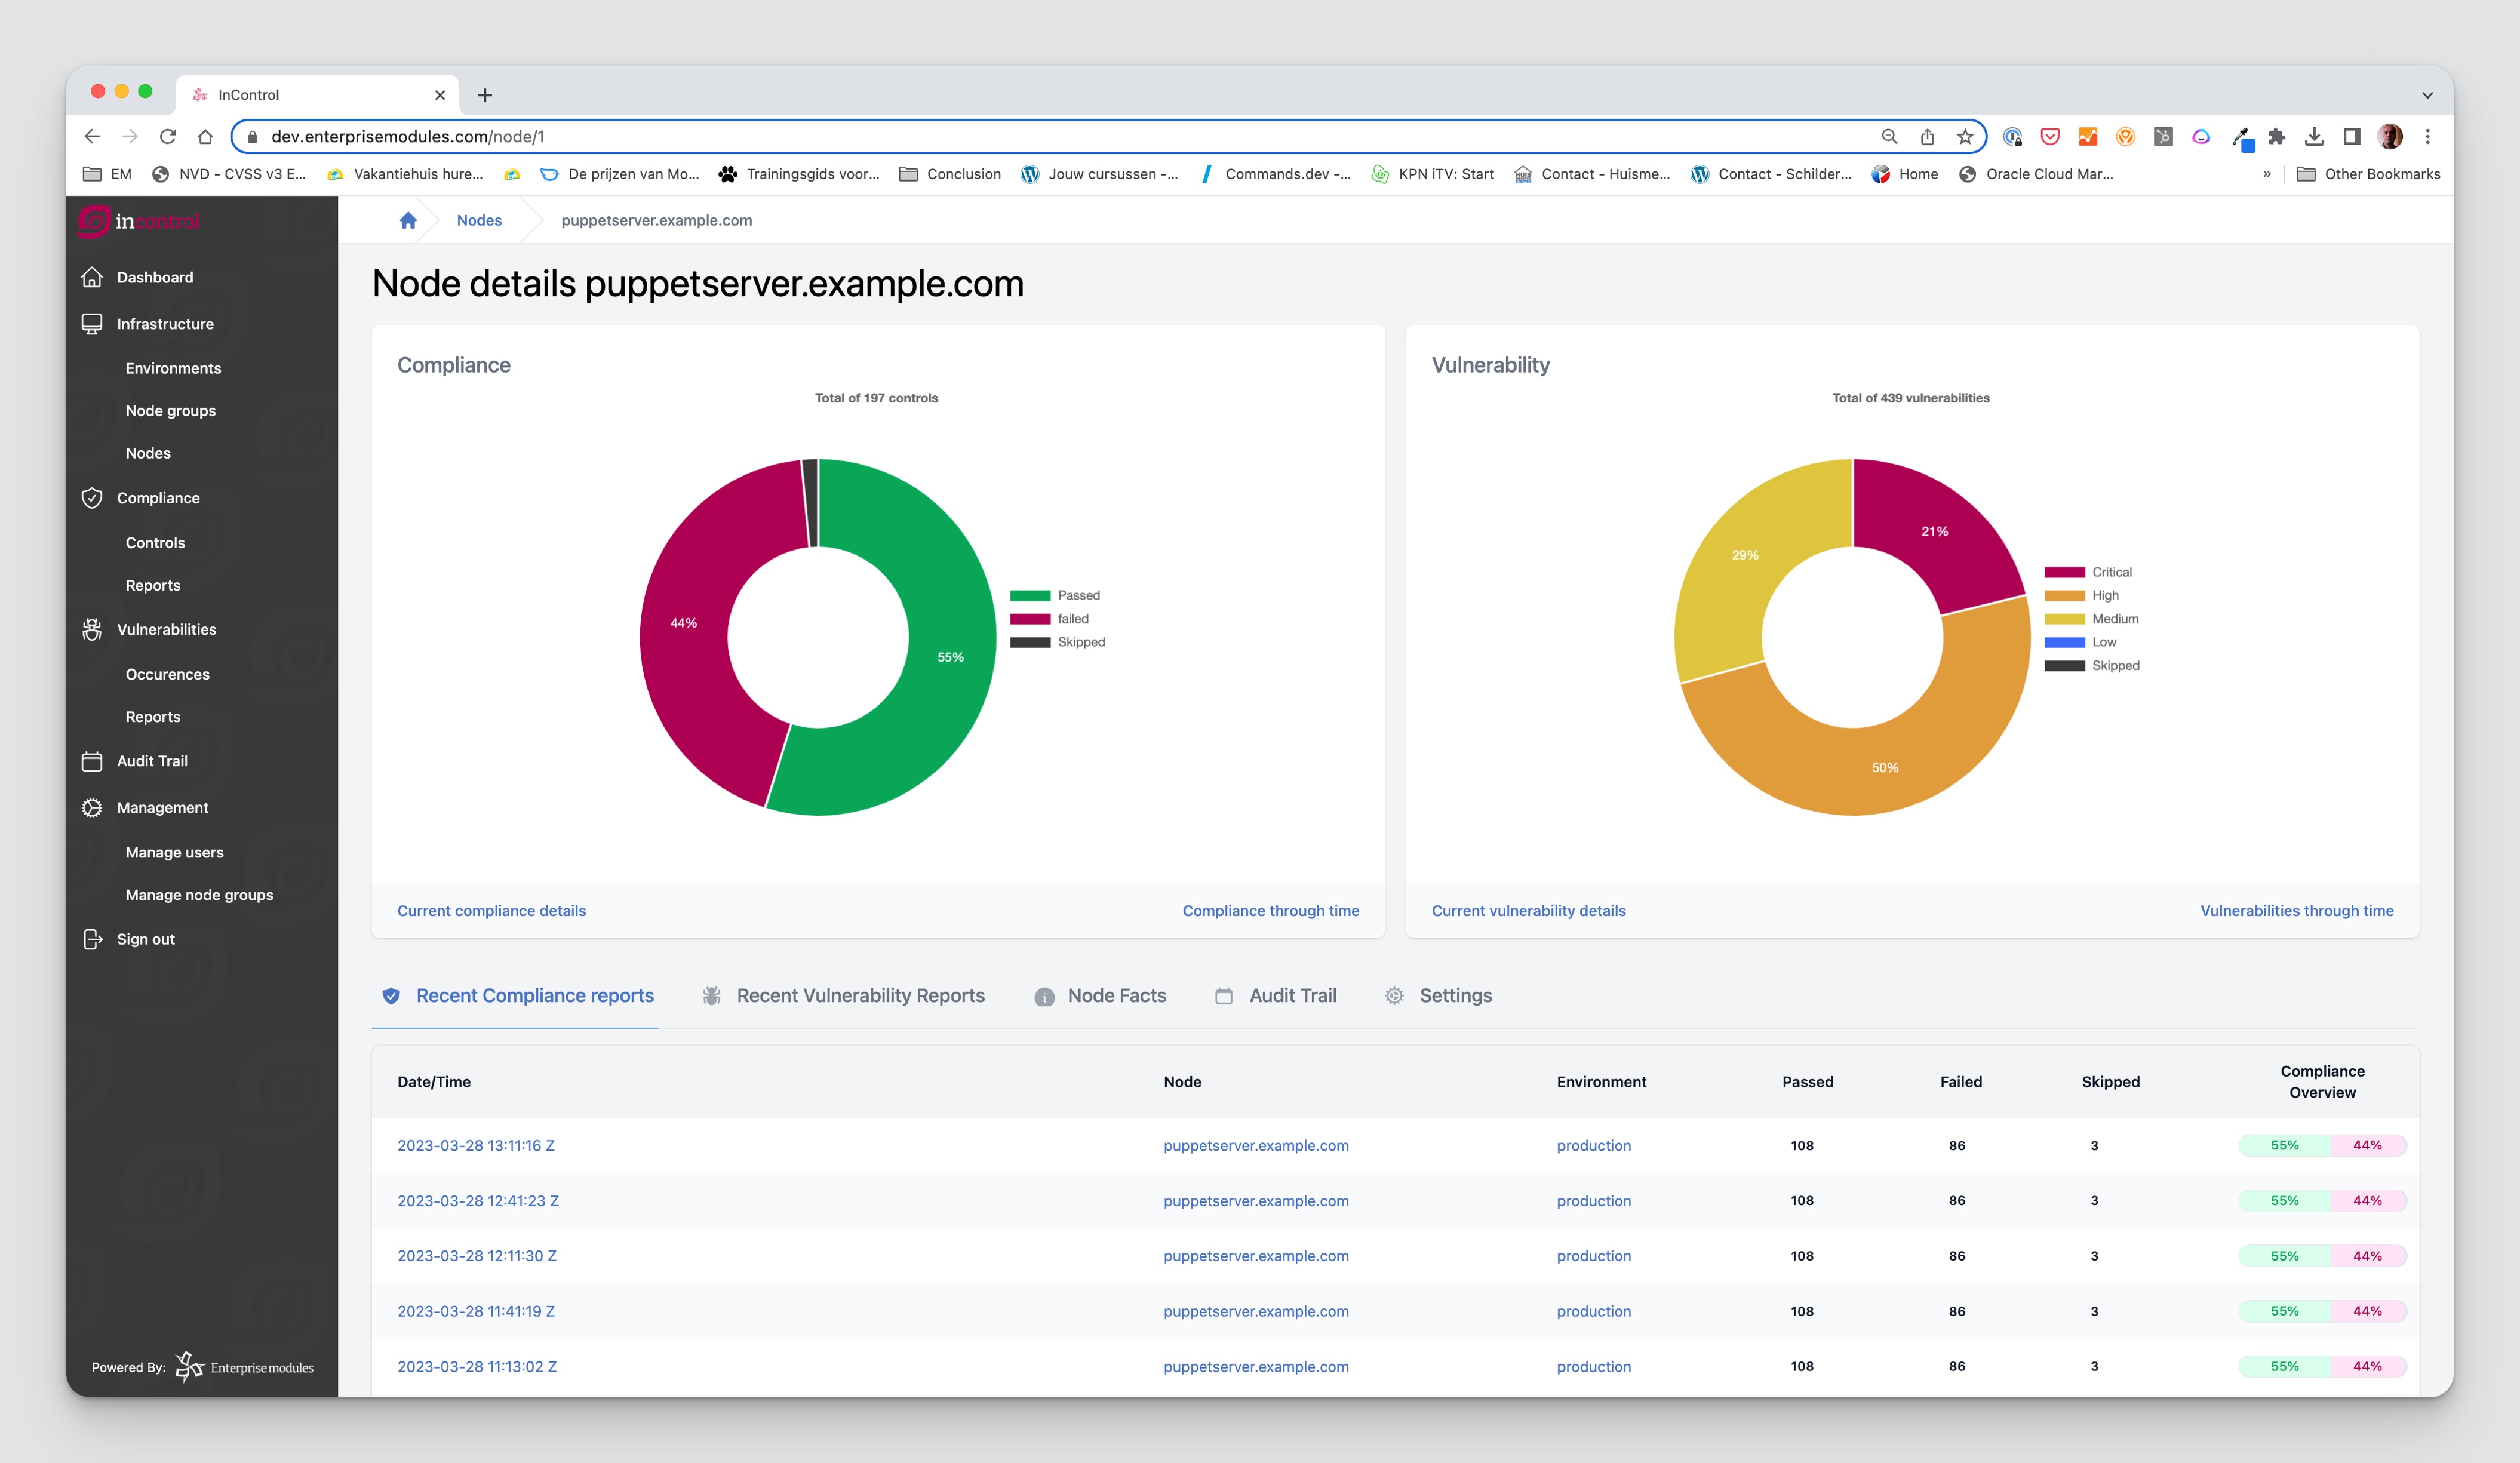 InControl
dev.enterprisemodules.com/node/1
EM
NVD - CVSS v3 E...
Vakantiehuis hure...
De prijzen van Mo...
Trainingsgids voor...
Conclusion
Jouw cursussen -...
Commands.dev -...
KPN iTV: Start
Contact - Huisme...
Contact - Schilder...
Home
Oracle Cloud Mar...
»
Other Bookmarks
incontrol
Dashboard
Infrastructure
Environments
Node groups
Nodes
Compliance
Controls
Reports
Vulnerabilities
Occurences
Reports
Audit Trail
Management
Manage users
Manage node groups
Sign out
Powered By: Enterprisemodules
Nodes
puppetserver.example.com
Node details puppetserver.example.com
Compliance
Total of 197 controls
44%
55%
Passed
failed
Skipped
Current compliance details
Compliance through time
Vulnerability
Total of 439 vulnerabilities
21%
29%
50%
Critical
High
Medium
Low
Skipped
Current vulnerability details
Vulnerabilities through time
Recent Compliance reports
Recent Vulnerability Reports
Node Facts
Audit Trail
Settings
Date/Time Node Environment Passed Failed Skipped Compliance Overview
2023-03-28 13:11:16 Z puppetserver.example.com production 108 86 3 55% 44%
2023-03-28 12:41:23 Z puppetserver.example.com production 108 86 3 55% 44%
2023-03-28 12:11:30 Z puppetserver.example.com production 108 86 3 55% 44%
2023-03-28 11:41:19 Z puppetserver.example.com production 108 86 3 55% 44%
2023-03-28 11:13:02 Z puppetserver.example.com production 108 86 3 55% 44%